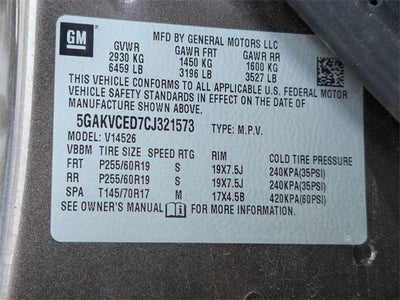 GM
MFD BY GENERAL MOTORS LLC
GVWR GAWR FRT GAWR RR
2930 KG 1450 KG 1600 KG
6459 LB 3196 LB 3527 LB
THIS VEHICLE CONFORMS TO ALL APPLICABLE U.S. FEDERAL MOTOR
VEHICLE SAFETY STANDARDS IN EFFECT ON THE DATE OF
MANUFACTURE SHOWN ABOVE.
5GAKVCED7CJ321573 TYPE: M.P.V.
MODEL: V14526
VBBM TIRE SIZE SPEED RTG RIM COLD TIRE PRESSURE
FRT P255/60R19 S 19X7.5J 240KPA(35PSI)
RR P255/60R19 S 19X7.5J 240KPA(35PSI)
SPA T145/70R17 M 17X4.5B 420KPA(60PSI)
SEE OWNER'S MANUAL FOR MORE INFORMATION.